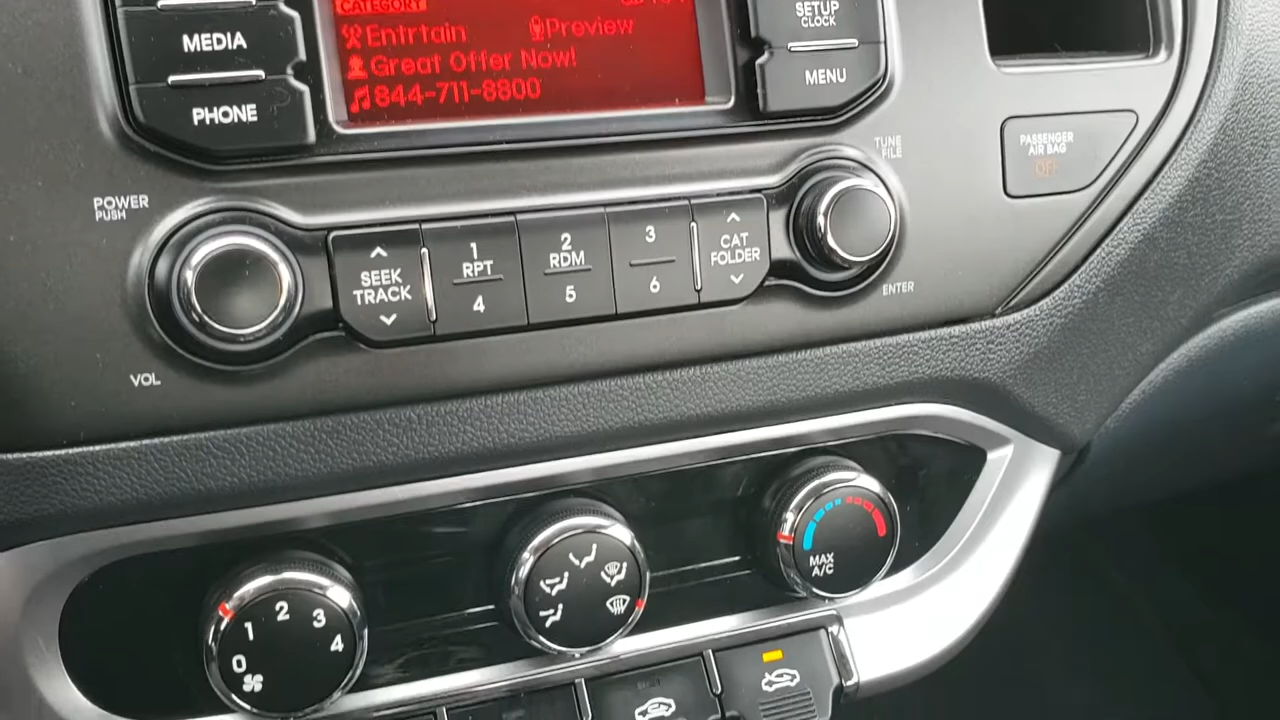 CATEGORY
MEDIA
PHONE
Entrtain
Preview
Great Offer Now!
844-711-8800
SETUP
CLOCK
MENU
PASSENGER
AIR BAG
OFF
TUNE
FILE
POWER
PUSH
SEEK
TRACK
1
RPT
4
2
RDM
5
3
6
CAT
FOLDER
ENTER
VOL
0
1
2
3
4
MAX
A/C